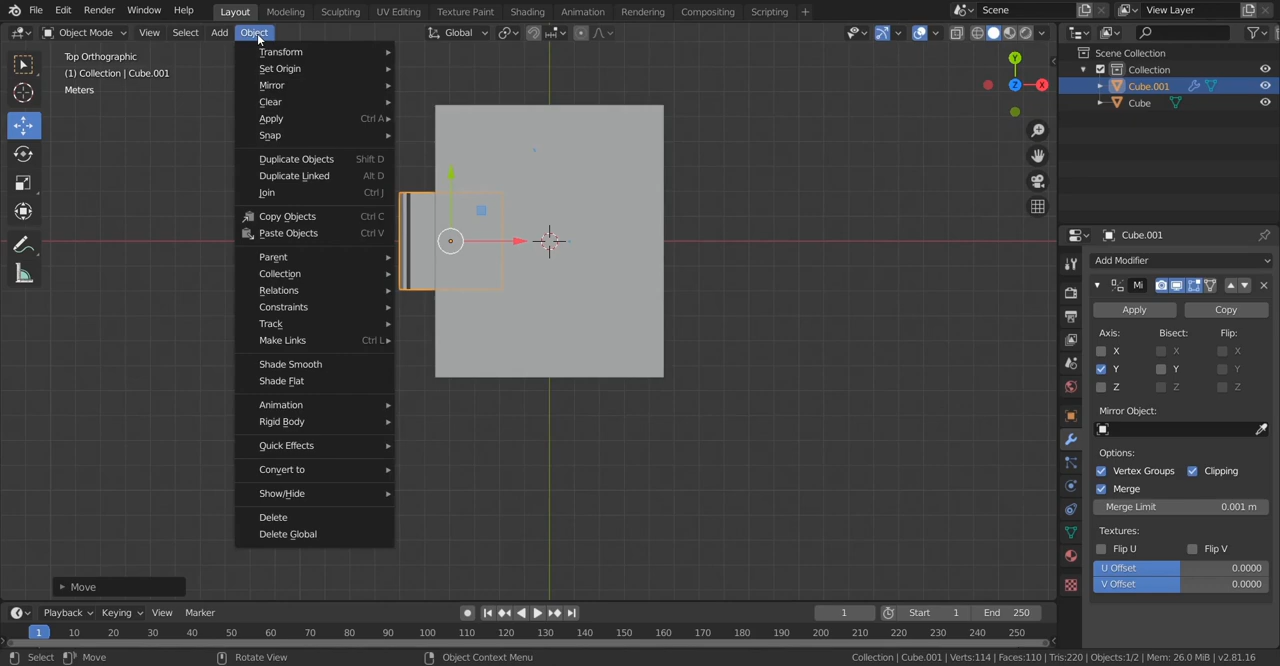 File Edit Render Window Help Layout Modeling Sculpting UV Editing Texture Paint Shading Animation Rendering Compositing Scripting + Scene View Layer
Object Mode View Select Add Object Global
Top Orthographic
(1) Collection | Cube.001
Meters
Transform
Set Origin
Mirror
Clear
Apply Ctrl A
Snap
Duplicate Objects Shift D
Duplicate Linked Alt D
Join Ctrl J
Copy Objects Ctrl C
Paste Objects Ctrl V
Parent
Collection
Relations
Constraints
Track
Make Links Ctrl L
Shade Smooth
Shade Flat
Animation
Rigid Body
Quick Effects
Convert to
Show/Hide
Delete
Delete Global
Y
Z X
Scene Collection
Collection
Cube.001
Cube
Cube.001
Add Modifier
Mi
Apply Copy
Axis: Bisect: Flip:
X X X
Y Y Y
Z Z Z
Mirror Object:
Options:
Vertex Groups Clipping
Merge
Merge Limit 0.001 m
Textures:
Flip U Flip V
U Offset 0.0000
V Offset 0.0000
Move
Playback Keying View Marker 1 Start 1 End 250
1 10 20 30 40 50 60 70 80 90 100 110 120 130 140 150 160 170 180 190 200 210 220 230 240 250
Select Move Rotate View Object Context Menu Collection | Cube.001 | Verts:114 | Faces:110 | Tris:220 | Objects:1/2 | Mem: 26.0 MiB | v2.81.16